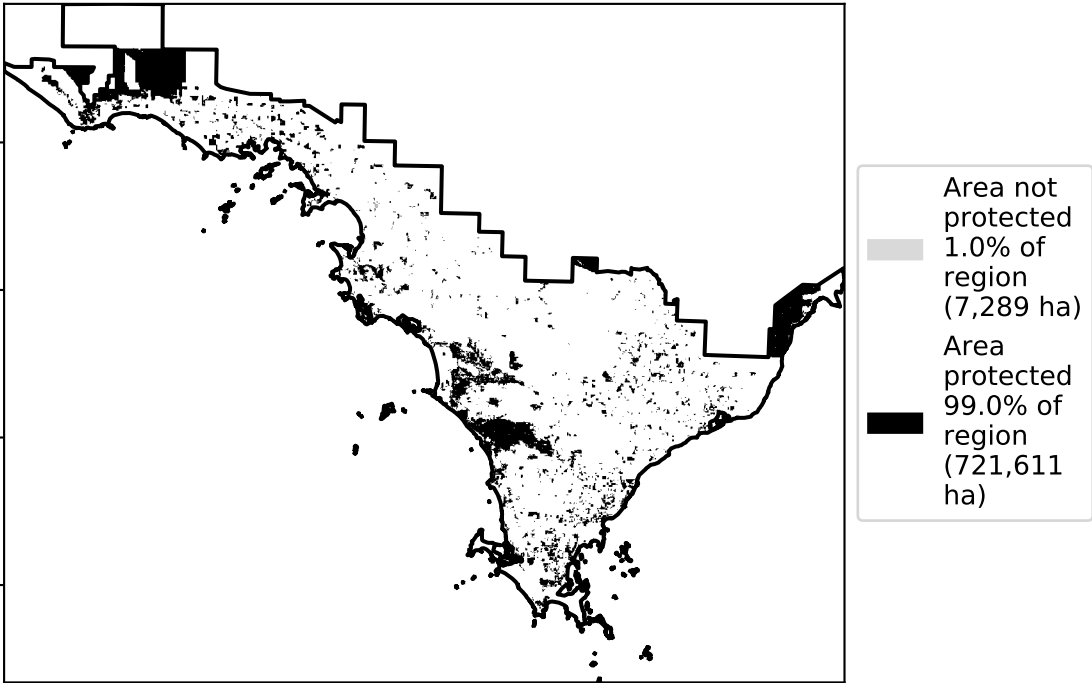 Area not
protected
1.0% of
region
(7,289 ha)
Area
protected
99.0% of
region
(721,611
ha)